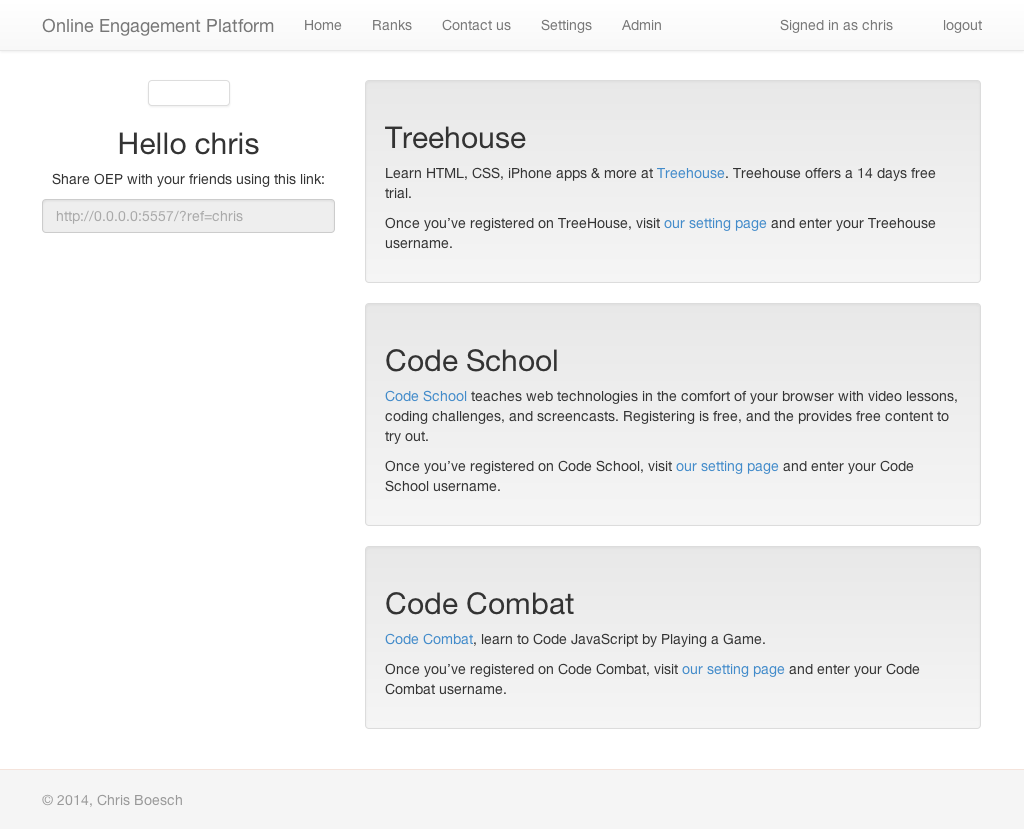 Online Engagement Platform Home Ranks Contact us Settings Admin Signed in as chris logout
Hello chris
Share OEP with your friends using this link:
http://0.0.0.0:5557/?ref=chris
Treehouse
Learn HTML, CSS, iPhone apps & more at Treehouse. Treehouse offers a 14 days free
trial.
Once you've registered on TreeHouse, visit our setting page and enter your Treehouse
username.
Code School
Code School teaches web technologies in the comfort of your browser with video lessons,
coding challenges, and screencasts. Registering is free, and the provides free content to
try out.
Once you've registered on Code School, visit our setting page and enter your Code
School username.
Code Combat
Code Combat, learn to Code JavaScript by Playing a Game.
Once you've registered on Code Combat, visit our setting page and enter your Code
Combat username.
© 2014, Chris Boesch